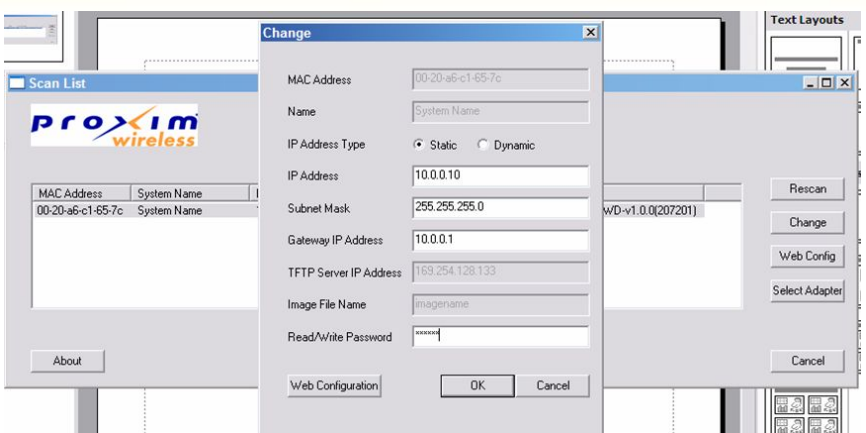 Text Layouts
Change
Scan List
proxim
wireless
MAC Address 00-20-a6-c1-65-7c
Name System Name
IP Address Type Static Dynamic
IP Address 10.0.0.10
Subnet Mask 255.255.255.0
Gateway IP Address 10.0.0.1
TFTP Server IP Address 169.254.128.133
Image File Name imagename
Read/Write Password xxxxxx
Web Configuration OK Cancel
MAC Address System Name
00-20-a6-c1-65-7c System Name WD-v1.0.0(207201)
Rescan
Change
Web Config
Select Adapter
About Cancel